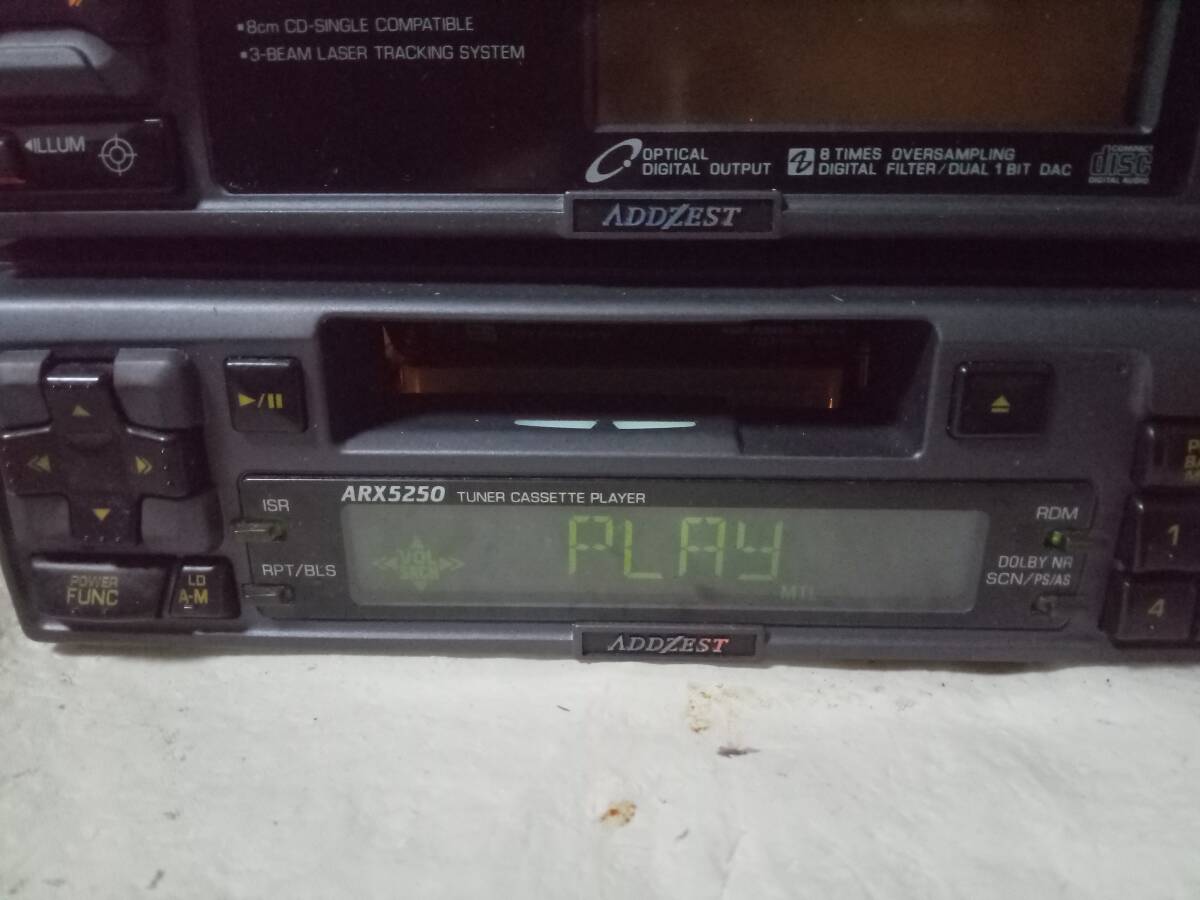 ▪8cm CD-SINGLE COMPATIBLE
▪3-BEAM LASER TRACKING SYSTEM
◀ILLUM
OPTICAL
DIGITAL OUTPUT
8 TIMES OVERSAMPLING
DIGITAL FILTER/DUAL 1 BIT DAC
COMPACT
disc
DIGITAL AUDIO
ADDZEST
ARX5250 TUNER CASSETTE PLAYER
ISR
RPT/BLS
VOL
PLAY
MTL
RDM
DOLBY NR
SCN/PS/AS
POWER
FUNC
LD
A-M
1
4
ADDZEST